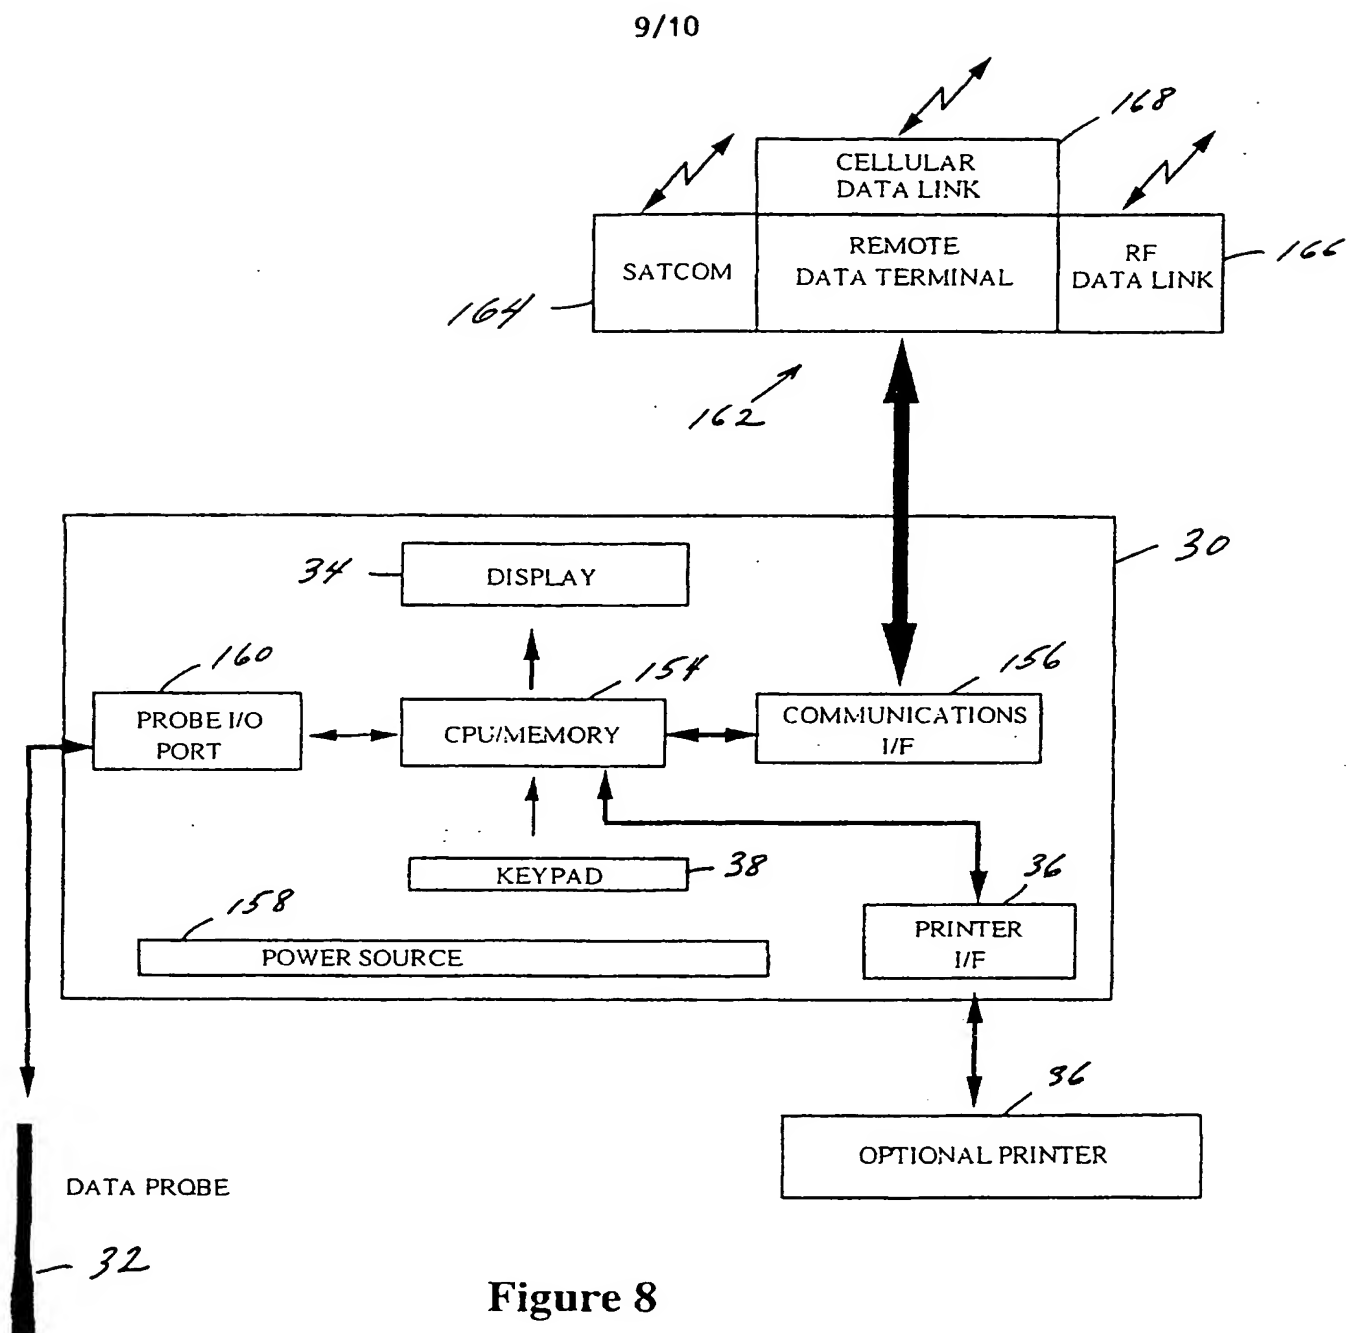 9/10
168
CELLULAR
DATA LINK
SATCOM
REMOTE
DATA TERMINAL
RF
DATA LINK
166
164
162
30
34
DISPLAY
160
154
156
PROBE I/O
PORT
CPU/MEMORY
COMMUNICATIONS
I/F
KEYPAD
38
36
158
POWER SOURCE
PRINTER
I/F
36
OPTIONAL PRINTER
DATA PROBE
32
Figure 8